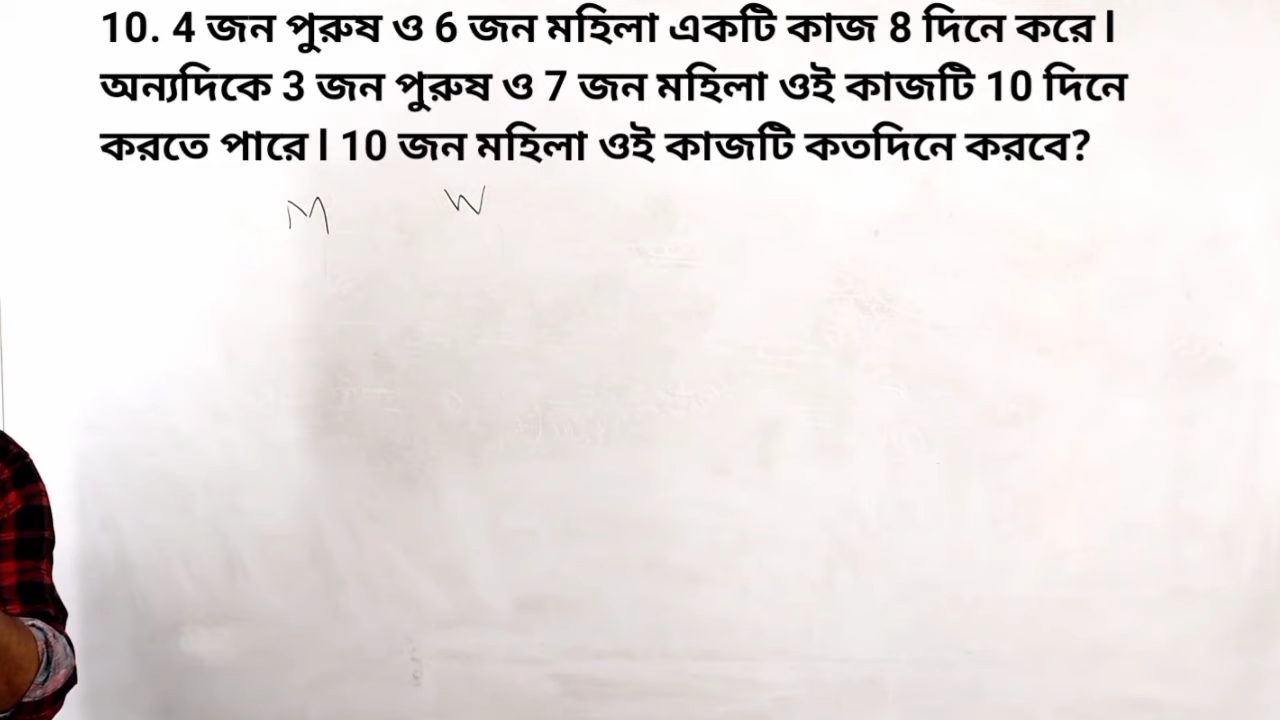 10. 4 জন পুরুষ ও 6 জন মহিলা একটি কাজ 8 দিনে করে।
অন্যদিকে 3 জন পুরুষ ও 7 জন মহিলা ওই কাজটি 10 দিনে
করতে পারে। 10 জন মহিলা ওই কাজটি কতদিনে করবে?
M W